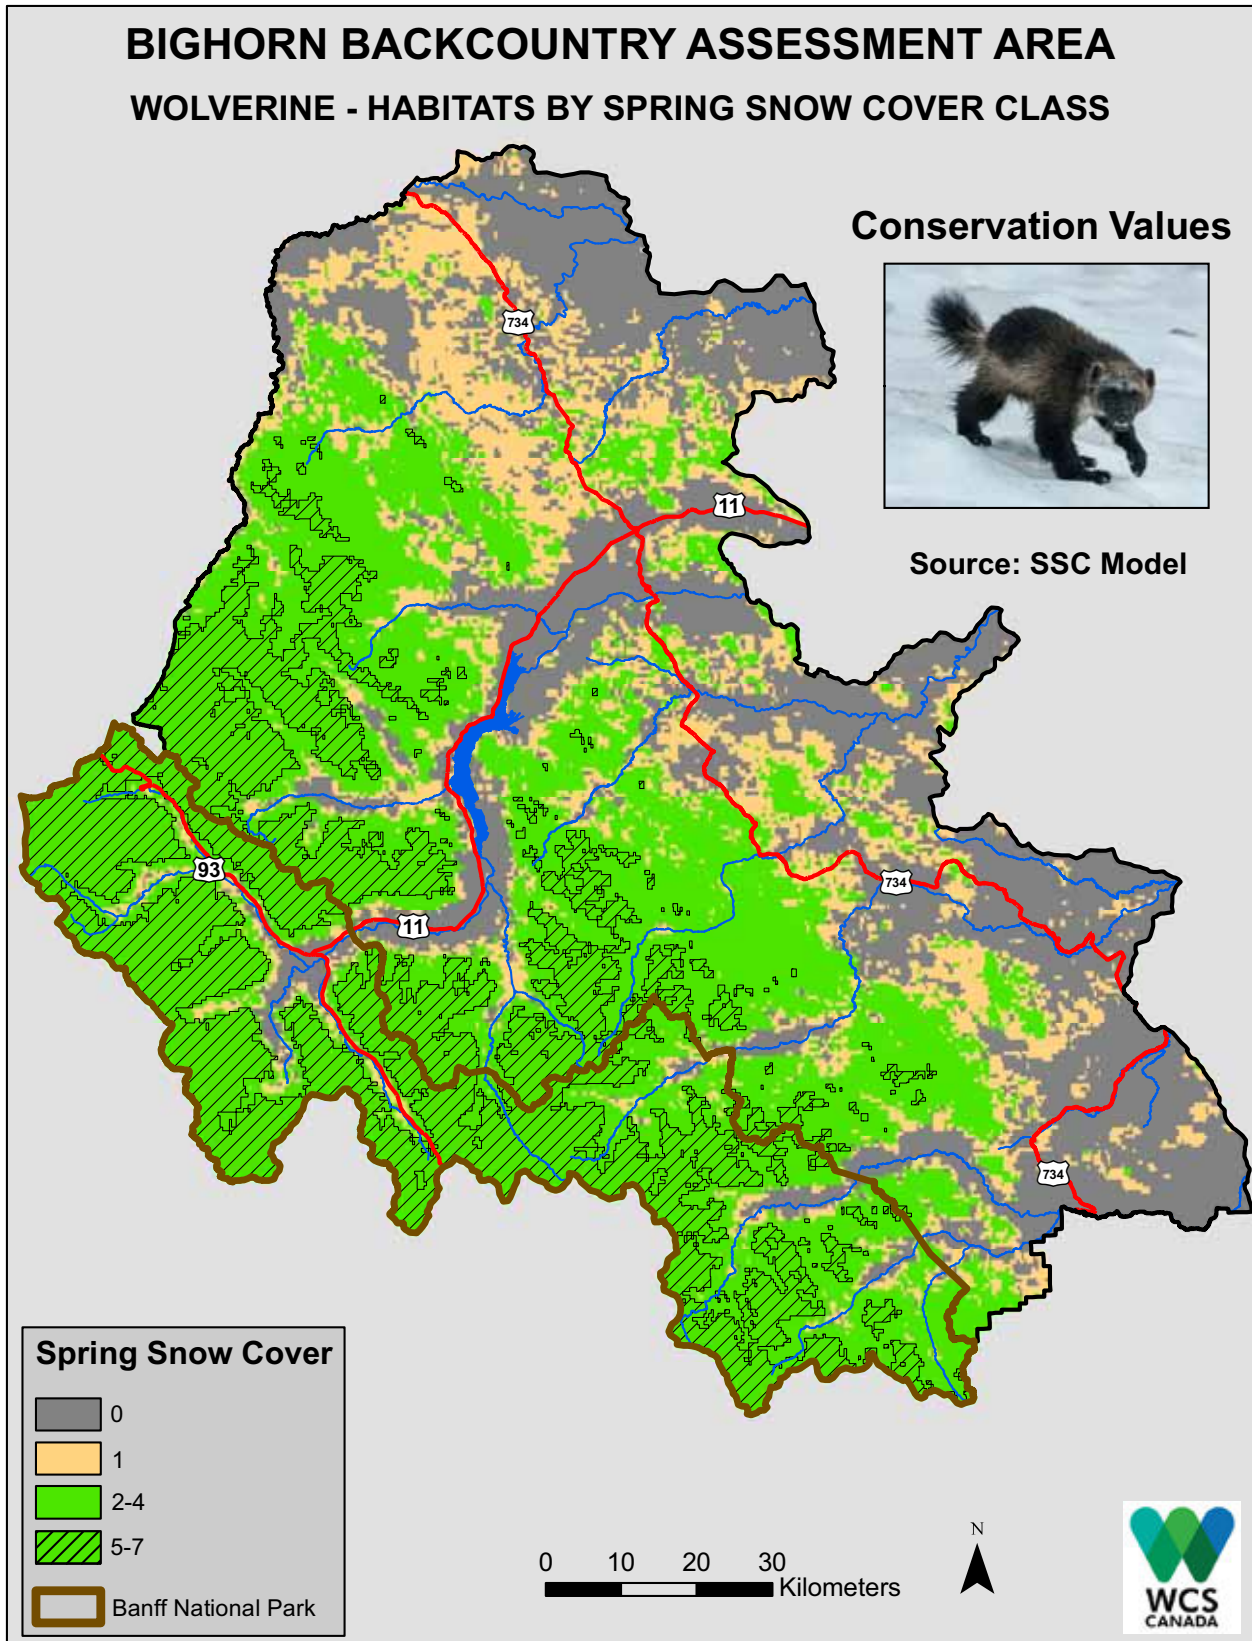 BIGHORN BACKCOUNTRY ASSESSMENT AREA
WOLVERINE - HABITATS BY SPRING SNOW COVER CLASS
Conservation Values
734
11
Source: SSC Model
93
11
734
734
Spring Snow Cover
0
1
2-4
5-7
Banff National Park
0 10 20 30
Kilometers
N
WCS
CANADA